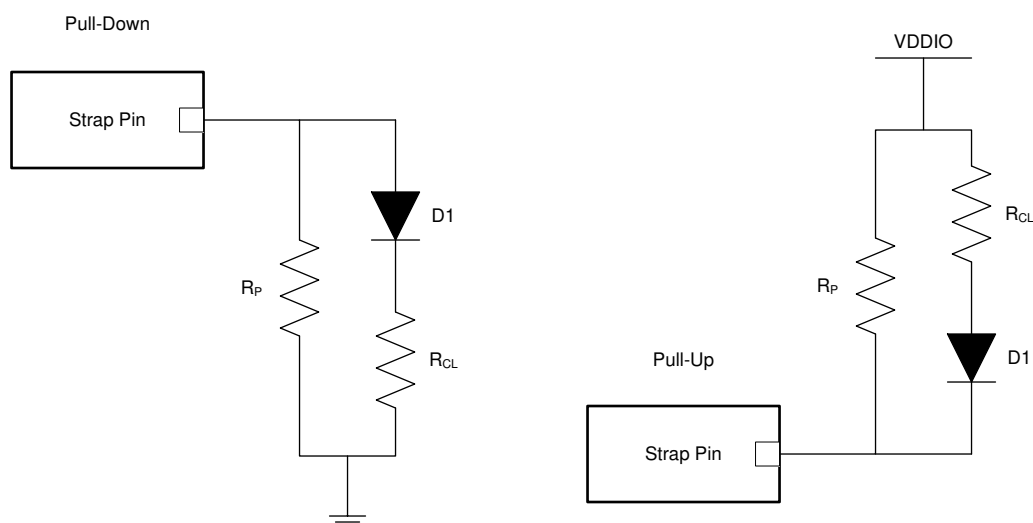 Pull-Down
Strap Pin
D1
RP
RCL
VDDIO
RCL
RP
D1
Pull-Up
Strap Pin